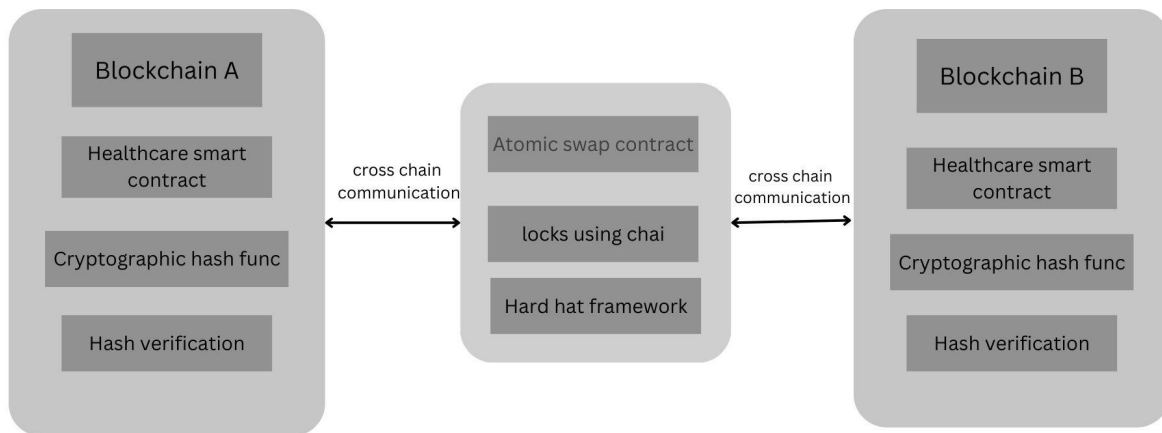 Blockchain A
Healthcare smart
contract
Cryptographic hash func
Hash verification
cross chain
communication
Atomic swap contract
locks using chai
Hard hat framework
cross chain
communication
Blockchain B
Healthcare smart
contract
Cryptographic hash func
Hash verification